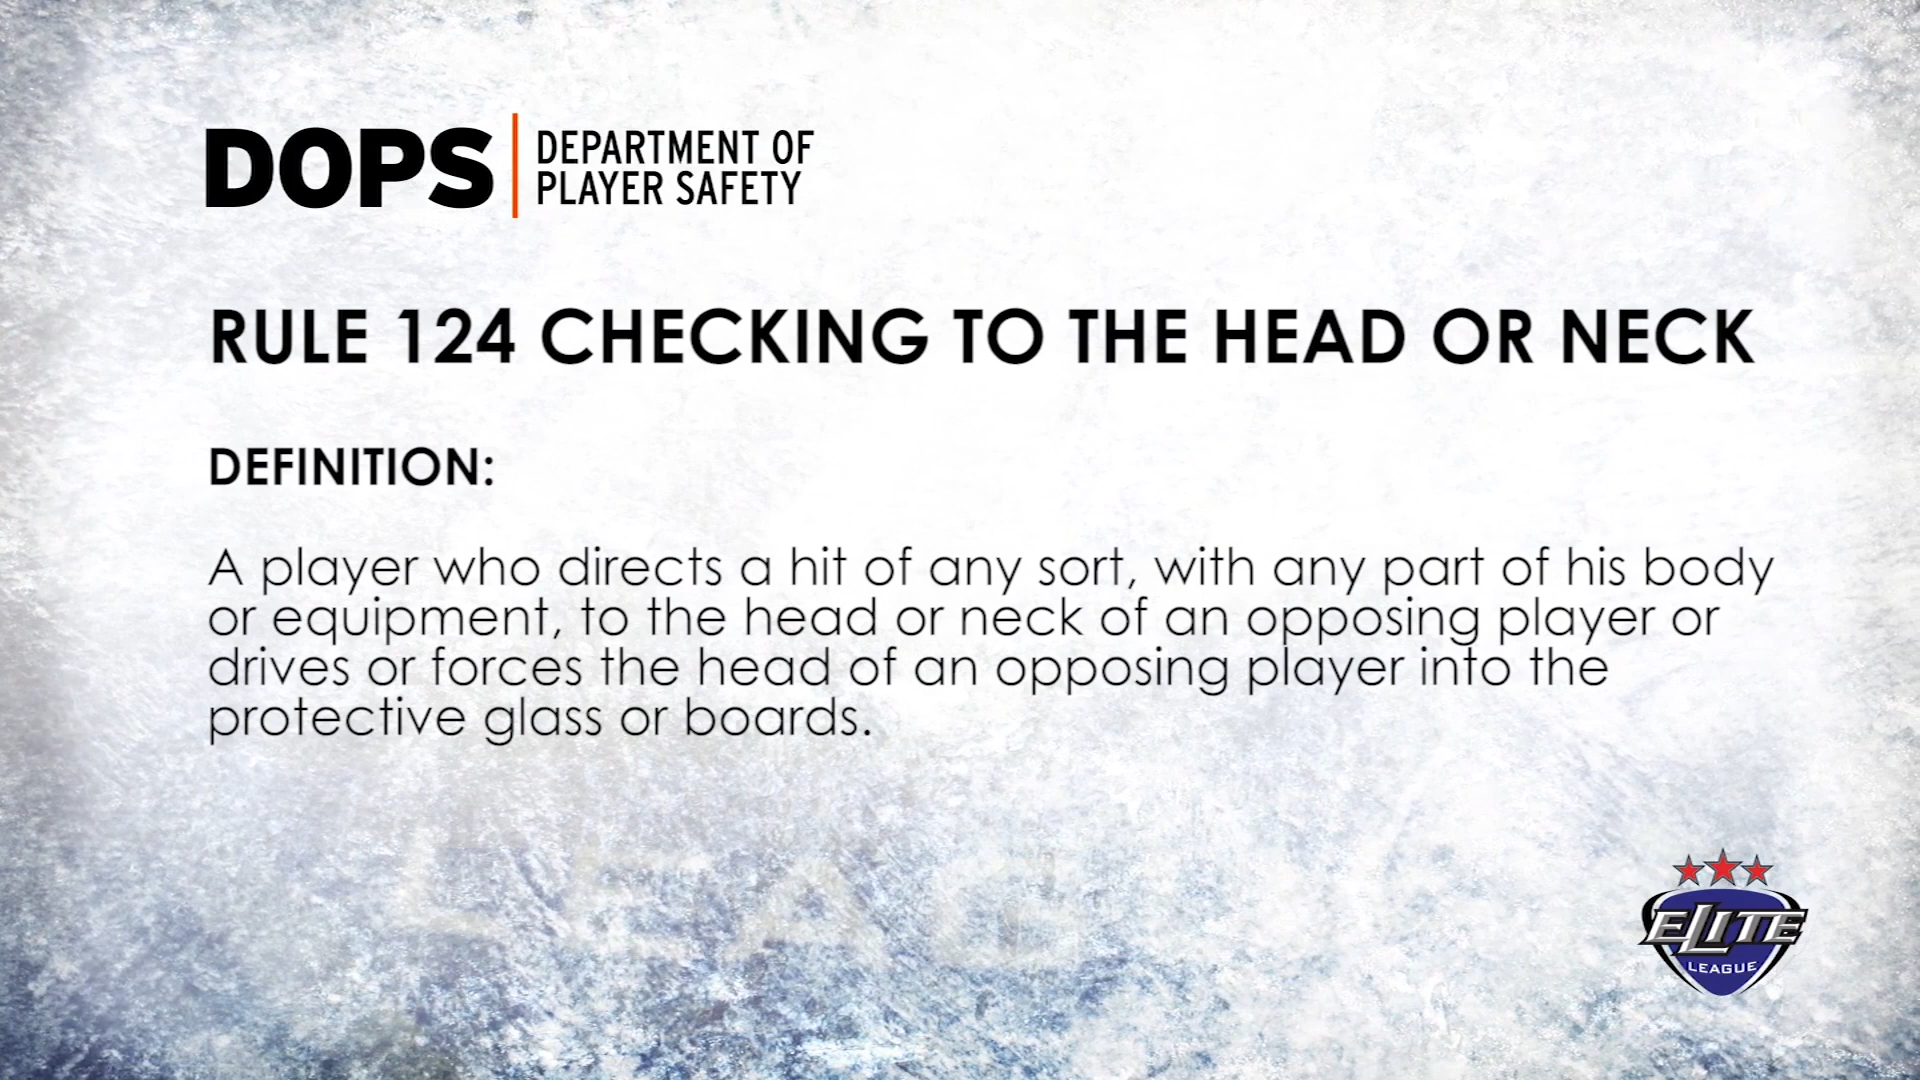 DOPS
DEPARTMENT OF
PLAYER SAFETY
RULE 124 CHECKING TO THE HEAD OR NECK
DEFINITION:
A player who directs a hit of any sort, with any part of his body
or equipment, to the head or neck of an opposing player or
drives or forces the head of an opposing player into the
protective glass or boards.
ELITE
LEAGUE